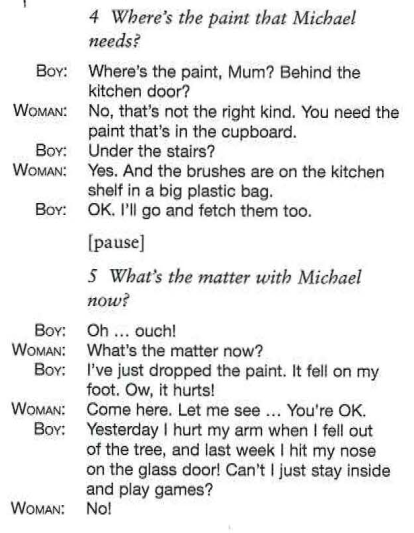 4 Where's the paint that Michael
needs?
BOY: Where's the paint, Mum? Behind the
kitchen door?
WOMAN: No, that's not the right kind. You need the
paint that's in the cupboard.
BOY: Under the stairs?
WOMAN: Yes. And the brushes are on the kitchen
shelf in a big plastic bag.
BOY: OK. I'll go and fetch them too.
[pause]
5 What's the matter with Michael
now?
BOY: Oh ... ouch!
WOMAN: What's the matter now?
BOY: I've just dropped the paint. It fell on my
foot. Ow, it hurts!
WOMAN: Come here. Let me see ... You're OK.
BOY: Yesterday I hurt my arm when I fell out
of the tree, and last week I hit my nose
on the glass door! Can't I just stay inside
and play games?
WOMAN: No!